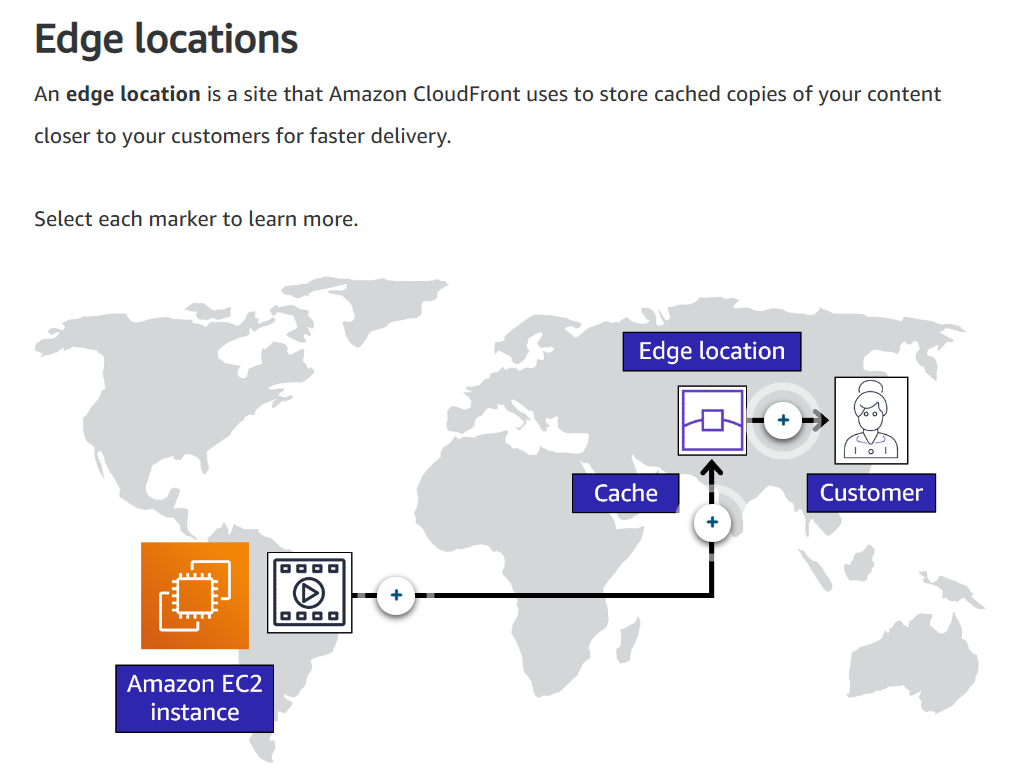 Edge locations
An edge location is a site that Amazon CloudFront uses to store cached copies of your content
closer to your customers for faster delivery.
Select each marker to learn more.
Edge location
Cache
Customer
Amazon EC2
instance